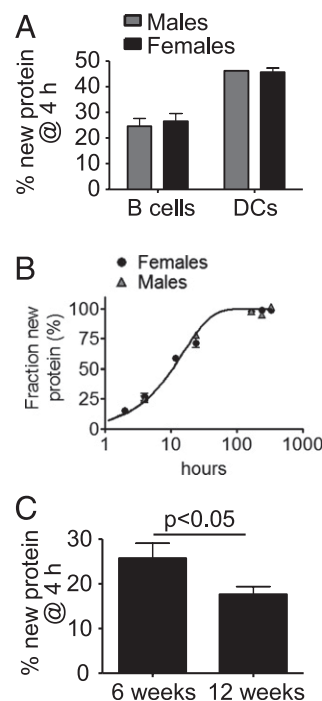 A
Males
Females
% new protein
@ 4 h
50
40
30
20
10
0
B cells
DCs
B
Females
Males
Fraction new
protein (%)
100
75
50
25
0
1
10
100
1000
hours
C
p<0.05
% new protein
@ 4 h
30
20
10
0
6 weeks
12 weeks